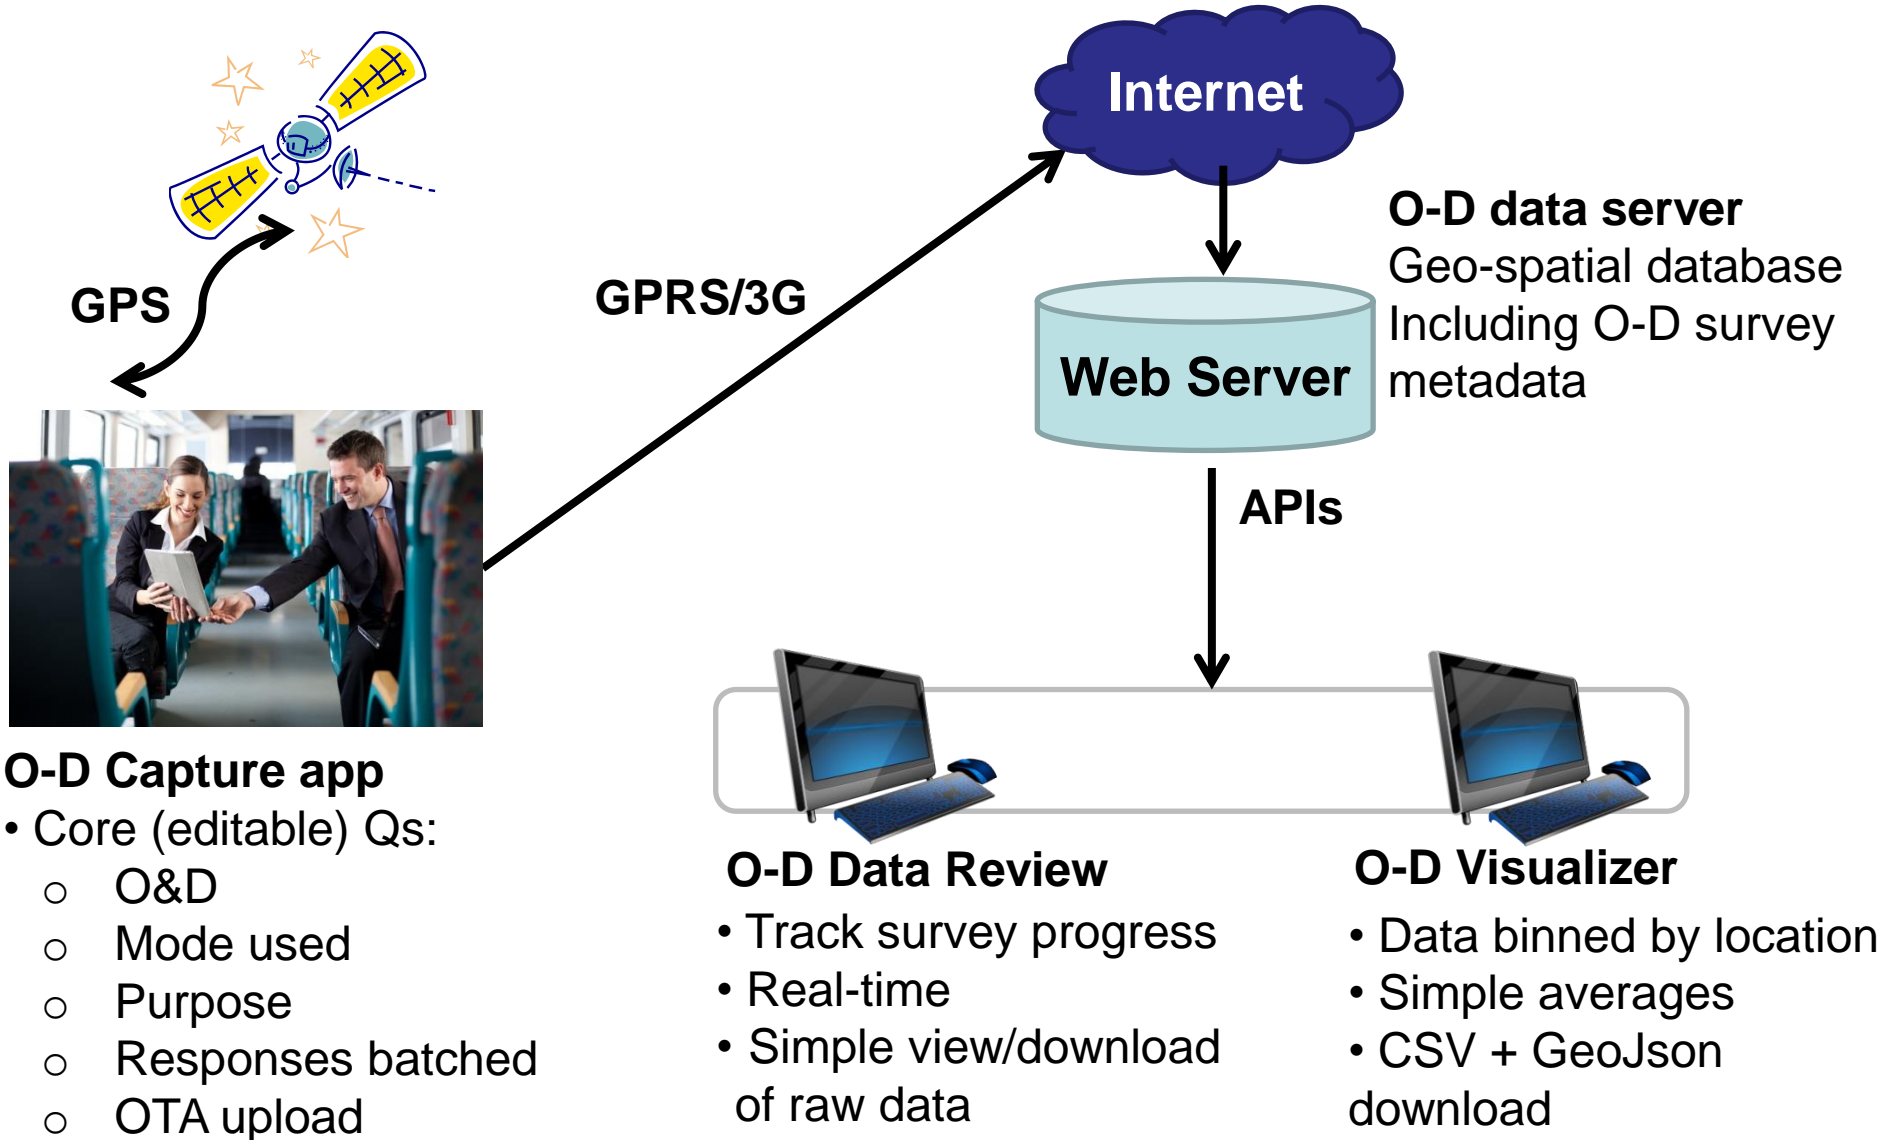 Internet
GPS
GPRS/3G
O-D data server
Geo-spatial database
Including O-D survey
metadata
Web Server
APIs
O-D Capture app
• Core (editable) Qs:
o O&D
o Mode used
o Purpose
o Responses batched
o OTA upload
O-D Data Review
• Track survey progress
• Real-time
• Simple view/download
of raw data
O-D Visualizer
• Data binned by location
• Simple averages
• CSV + GeoJson
download